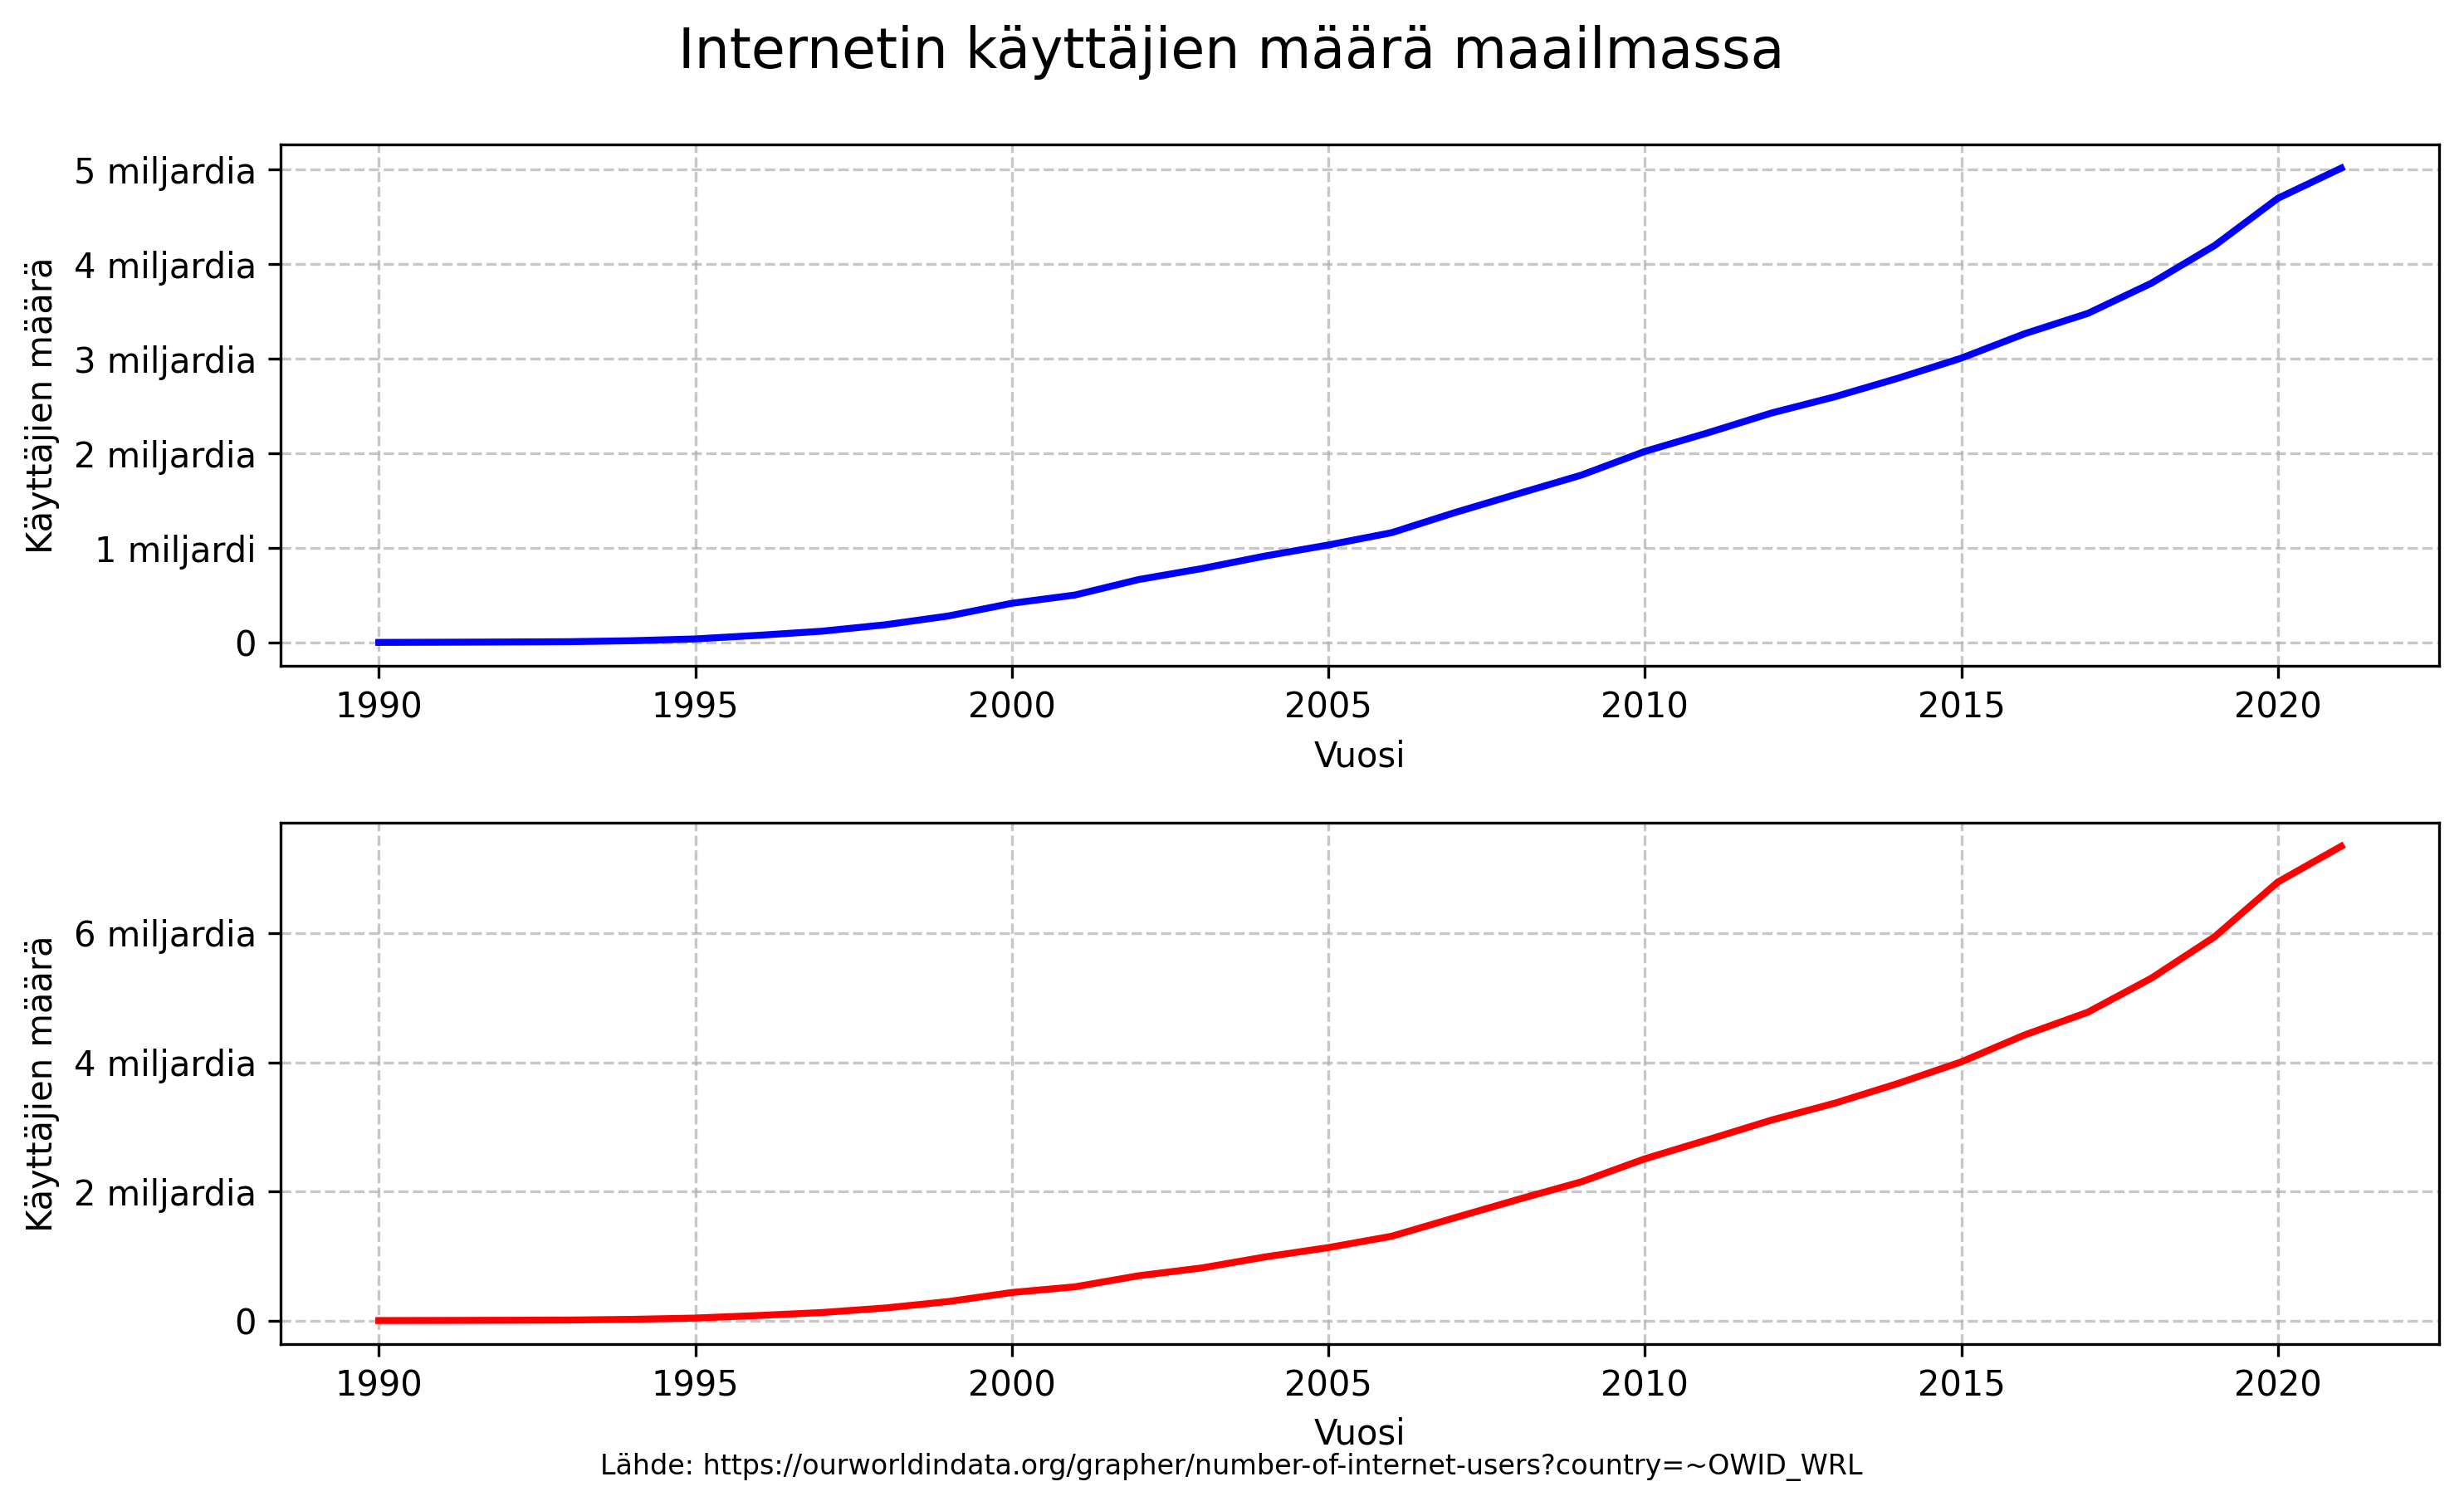 Internetin käyttäjien määrä maailmassa
Käyttäjien määrä
5 miljardia
4 miljardia
3 miljardia
2 miljardia
1 miljardi
0
1990 1995 2000 2005 2010 2015 2020
Vuosi
Käyttäjien määrä
6 miljardia
4 miljardia
2 miljardia
0
1990 1995 2000 2005 2010 2015 2020
Vuosi
Lähde: https://ourworldindata.org/grapher/number-of-internet-users?country=~OWID_WRL